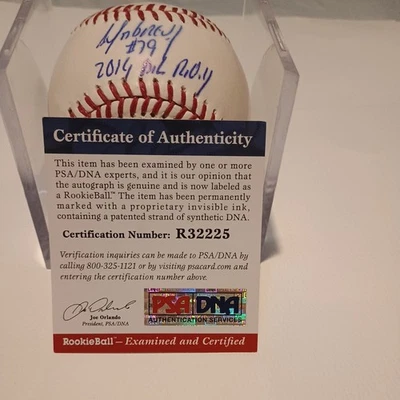 #79
2014
Certificate of Authenticity
This item has been examined by one or more
PSA/DNA experts, and it is our opinion that
the autograph is genuine and is now labeled as
a RookieBall™ The item has been permanently
marked with a proprietary invisible ink,
containing a patented strand of synthetic DNA.
Certification Number: R32225
Verification inquiries can be made to PSA/DNA by
calling 800-325-1121 or by visiting psacard.com and
entering the certification number above.
Joe Orlando
President, PSA/DNA
PSA DNA
AUTHENTICATION SERVICES
RookieBall™—Examined and Certified